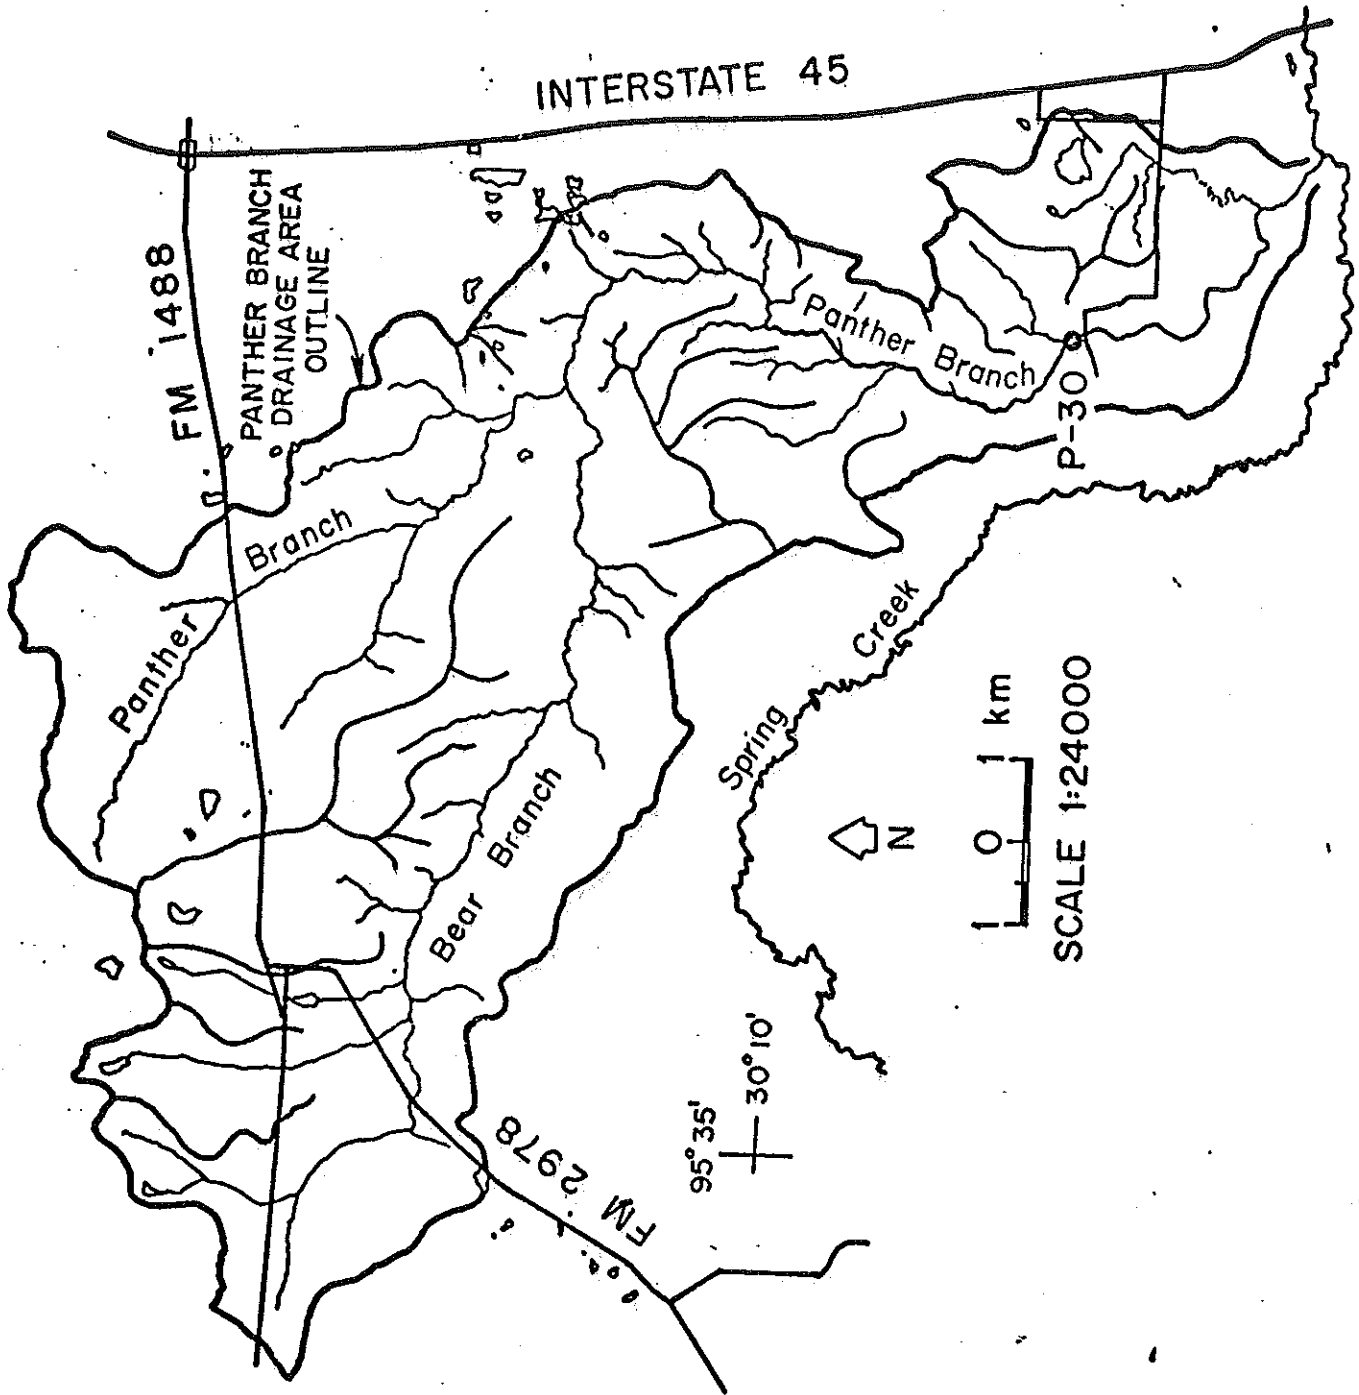 INTERSTATE 45
FM 1488
PANTHER BRANCH
DRAINAGE AREA
OUTLINE
Panther Branch
Panther Branch
P-30
Bear Branch
Spring Creek
FM 2978
95° 35'
30° 10'
N
1 0 1 km
SCALE 1:24000